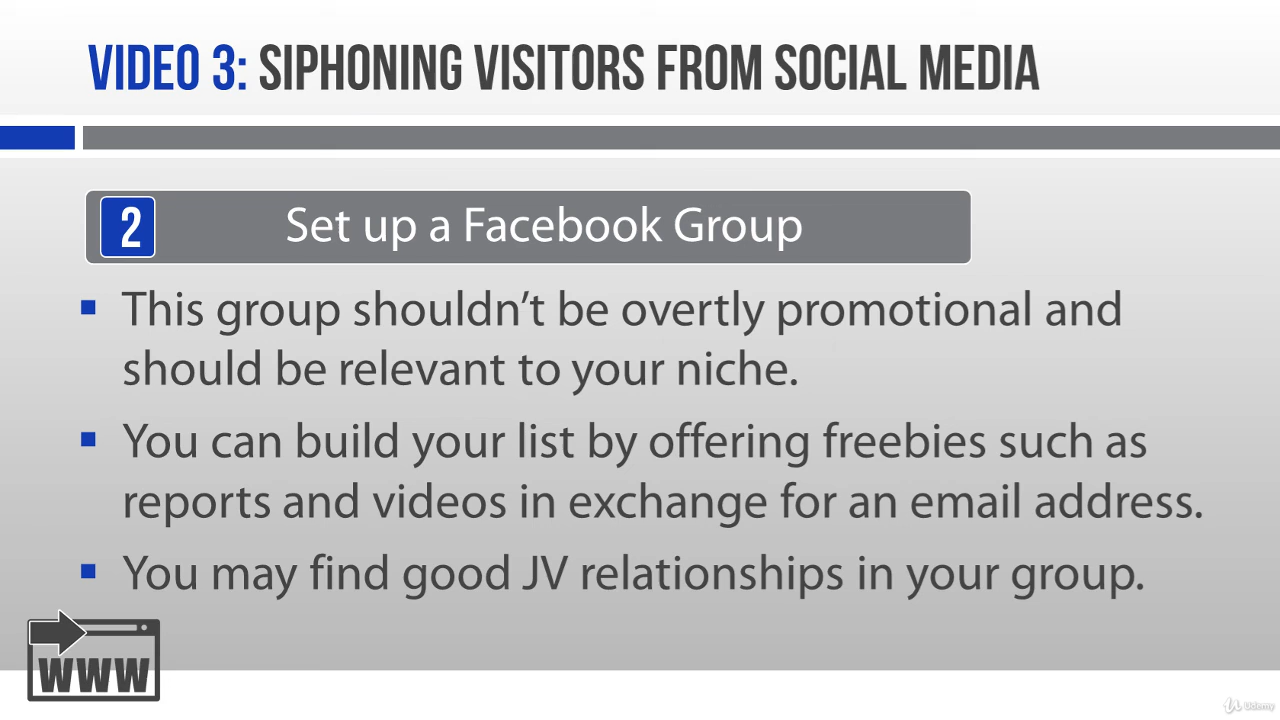 VIDEO 3: SIPHONING VISITORS FROM SOCIAL MEDIA
2 Set up a Facebook Group
This group shouldn’t be overtly promotional and
should be relevant to your niche.
You can build your list by offering freebies such as
reports and videos in exchange for an email address.
You may find good JV relationships in your group.
WWW
Udemy